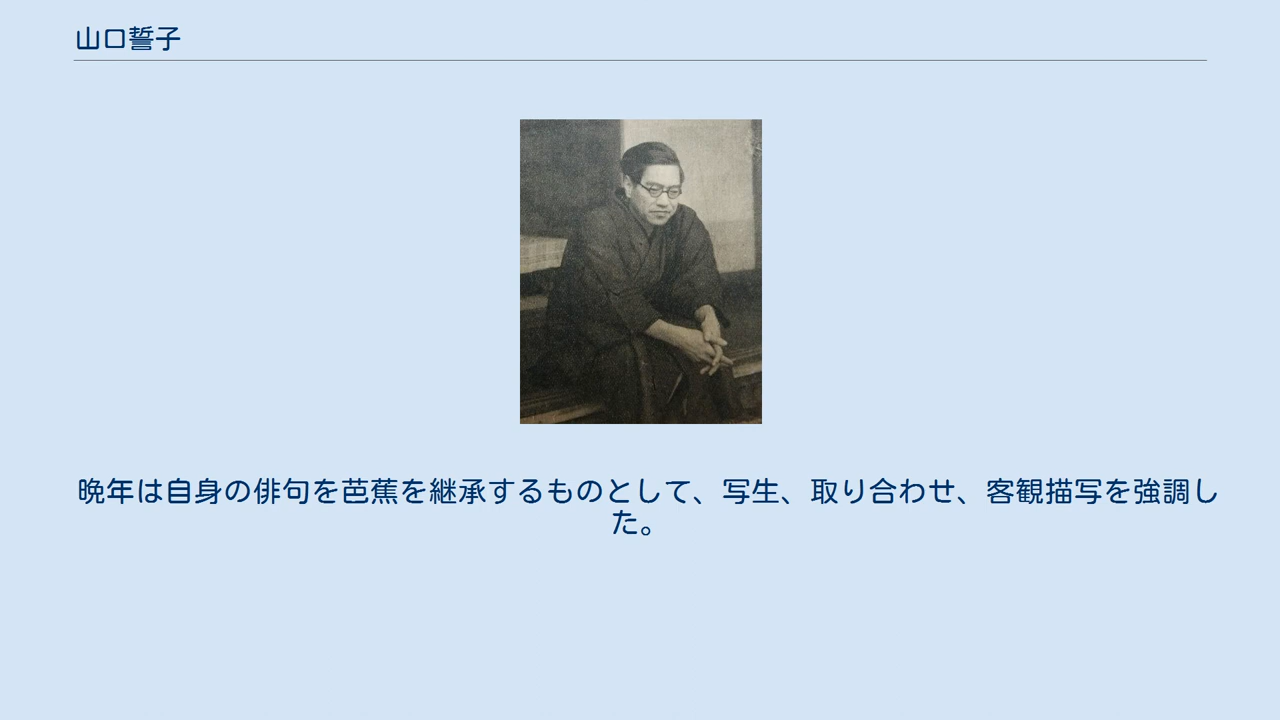 山口誓子
晩年は自身の俳句を芭蕉を継承するものとして、写生、取り合わせ、客観描写を強調し
た。